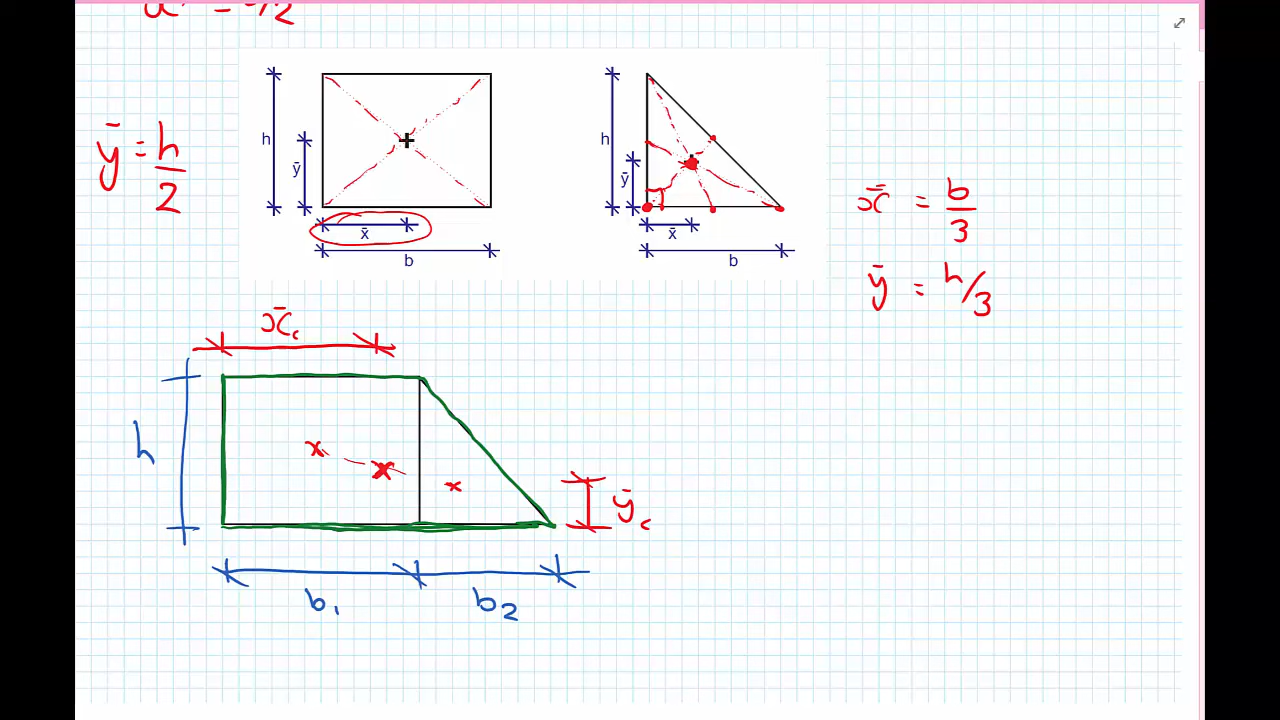 h
ȳ
x̄
b
h
ȳ
x̄
b
ȳ = h/2
x̄ = b/3
ȳ = h/3
x̄c
h
ȳc
b1
b2